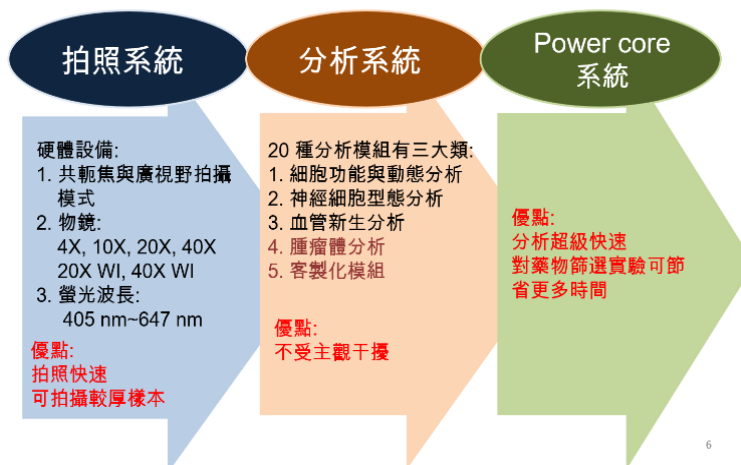 拍照系統
硬體設備:
1. 共軛焦與廣視野拍攝
模式
2. 物鏡:
4X, 10X, 20X, 40X
20X WI, 40X WI
3. 螢光波長:
405 nm~647 nm
優點:
拍照快速
可拍攝較厚樣本
分析系統
20 種分析模組有三大類:
1. 細胞功能與動態分析
2. 神經細胞型態分析
3. 血管新生分析
4. 腫瘤體分析
5. 客製化模組
優點:
不受主觀干擾
Power core
系統
優點:
分析超級快速
對藥物篩選實驗可節
省更多時間
6